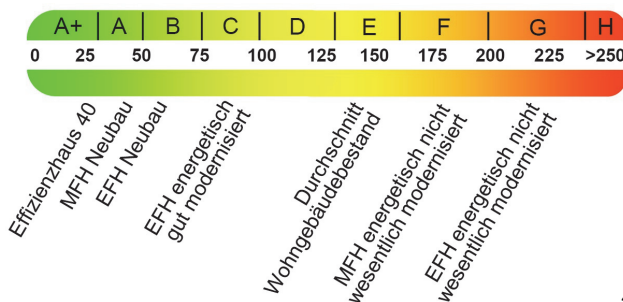 A+ A B C D E F G H
0 25 50 75 100 125 150 175 200 225 >250
Effizienzhaus 40
MFH Neubau
EFH Neubau
EFH energetisch
gut modernisiert
Durchschnitt
Wohngebäudebestand
MFH energetisch nicht
wesentlich modernisiert
EFH energetisch nicht
wesentlich modernisiert